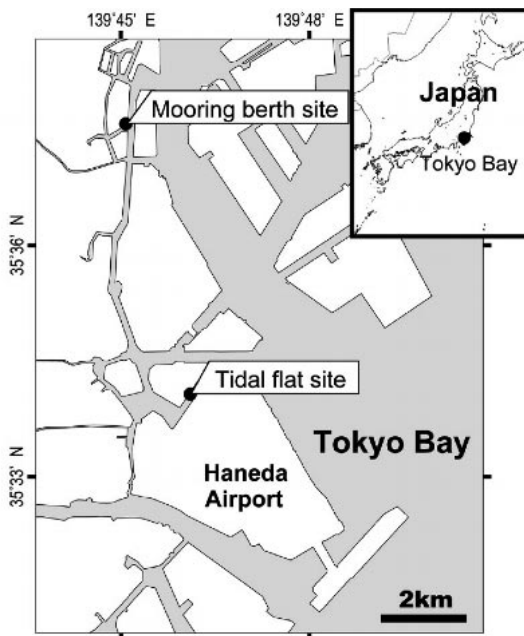 139°45' E
139°48' E
Mooring berth site
Japan
Tokyo Bay
35°36' N
Tidal flat site
Tokyo Bay
Haneda
Airport
35°33' N
2km